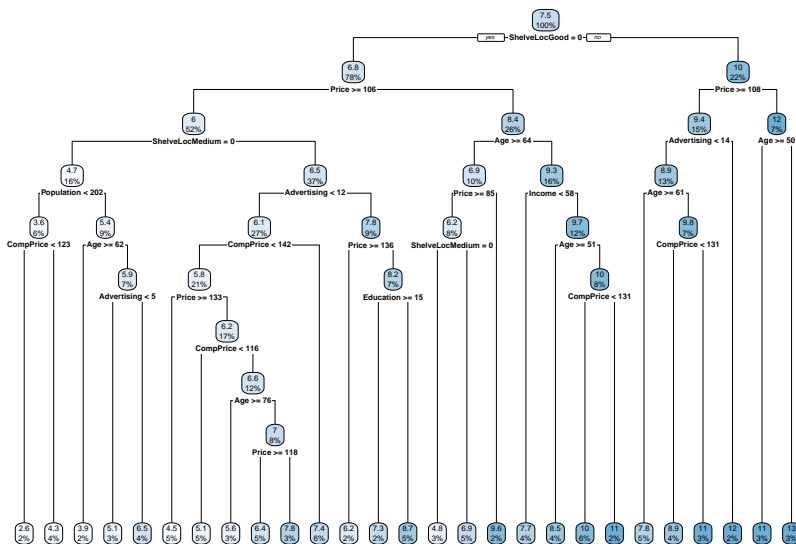 7.5
100%
yes ShelveLocGood = 0 no
6.8
78%
Price >= 106
10
22%
Price >= 108
6
52%
ShelveLocMedium = 0
8.4
26%
Age >= 64
9.4
15%
Advertising < 14
12
7%
Age >= 50
4.7
16%
Population < 202
6.5
37%
Advertising < 12
6.9
10%
Price >= 85
9.3
16%
Income < 58
8.9
13%
Age >= 61
3.6
6%
CompPrice < 123
5.4
9%
Age >= 62
6.1
27%
CompPrice < 142
7.8
9%
Price >= 136
6.2
8%
ShelveLocMedium = 0
9.7
12%
Age >= 51
9.8
7%
CompPrice < 131
5.9
7%
Advertising < 5
5.8
21%
Price >= 133
8.2
7%
Education >= 15
10
8%
CompPrice < 131
6.2
17%
CompPrice < 116
6.6
12%
Age >= 76
7
8%
Price >= 118
2.6 4.3 3.9 5.1 6.5 4.5 5.1 5.6 6.4 7.8 7.4 6.2 7.3 8.7 4.8 6.9 9.6 7.7 8.5 10 11 7.8 8.9 11 12 11 13
2% 4% 2% 3% 4% 5% 5% 3% 5% 3% 6% 2% 2% 5% 3% 5% 2% 4% 4% 6% 2% 5% 4% 3% 2% 3% 3%